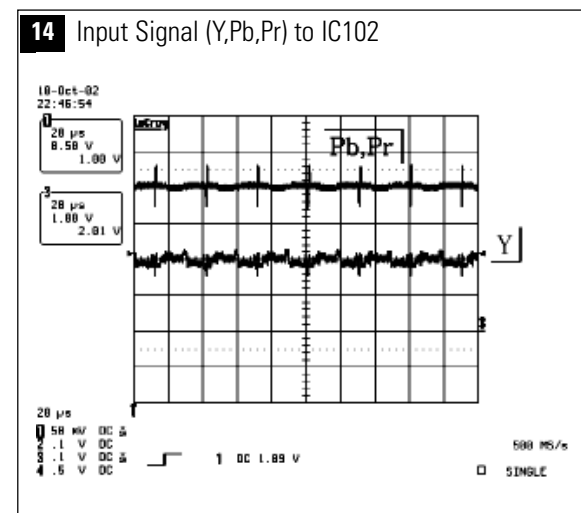 14 Input Signal (Y,Pb,Pr) to IC102
10-Oct-02
22:46:54
1
20 µs
0.50 V
1.00 V
LeCroy
Pb,Pr
3
20 µs
1.00 V
2.01 V
Y
20 µs
1 50 mV DC
2 .1 V DC
3 .1 V DC
4 .5 V DC
1 DC 1.09 V
500 MS/s
SINGLE